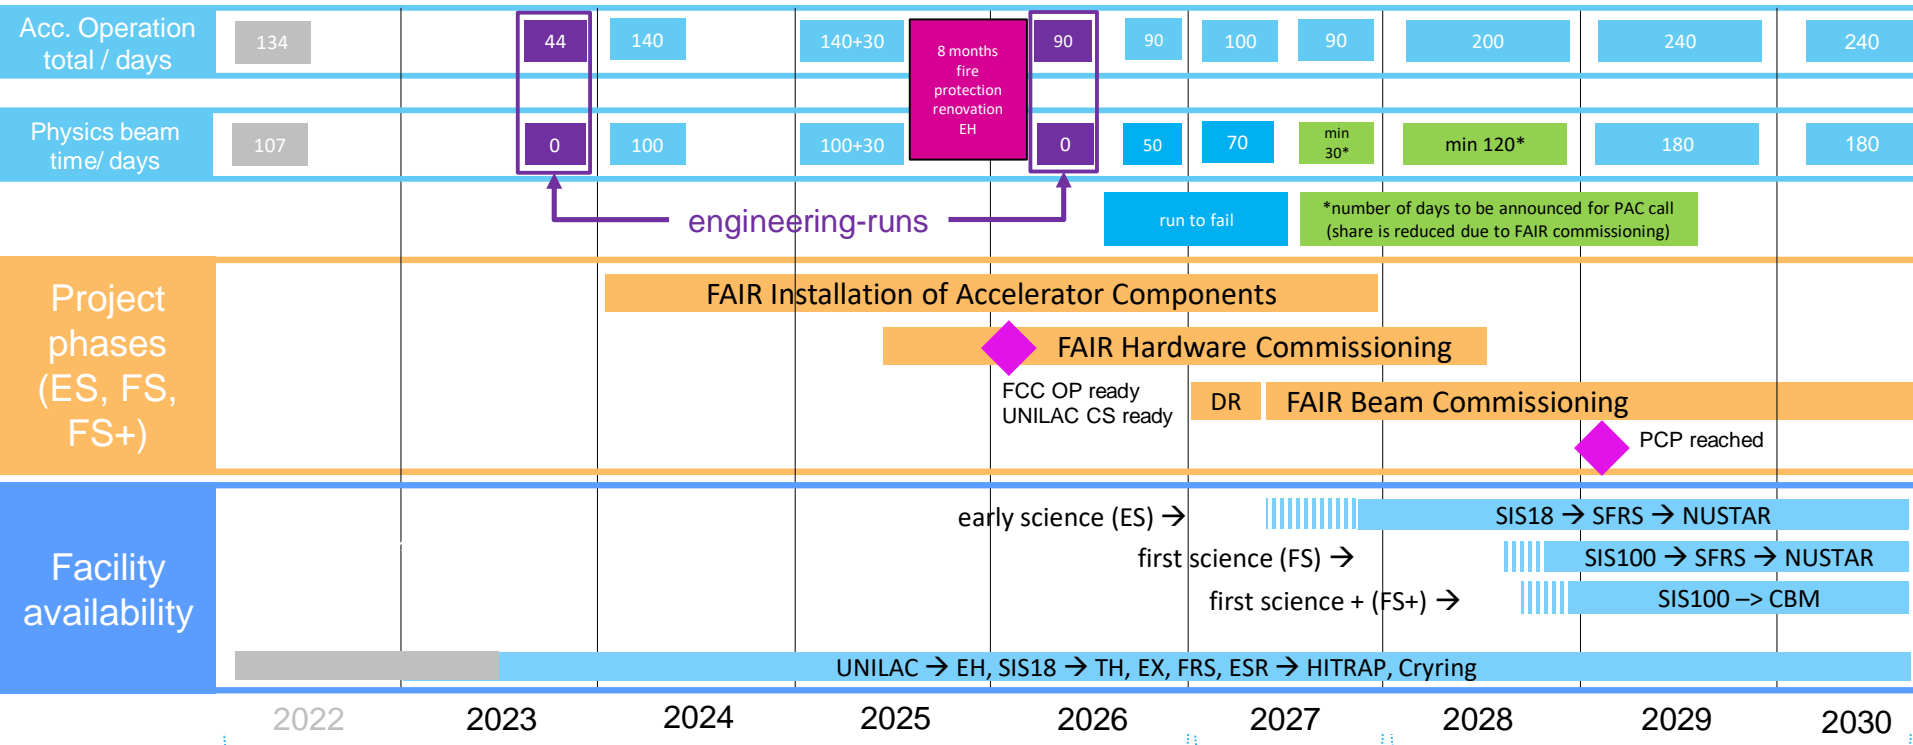 Acc. Operation
total / days
134
44
140
140+30
8 months
fire
protection
renovation
EH
90
90
100
90
200
240
240
Physics beam
time/ days
107
0
100
100+30
0
50
70
min
30*
min 120*
180
180
engineering-runs
run to fail
*number of days to be announced for PAC call
(share is reduced due to FAIR commissioning)
Project
phases
(ES, FS,
FS+)
FAIR Installation of Accelerator Components
FAIR Hardware Commissioning
FCC OP ready
UNILAC CS ready
DR
FAIR Beam Commissioning
PCP reached
Facility
availability
early science (ES) →
SIS18 → SFRS → NUSTAR
first science (FS) →
SIS100 → SFRS → NUSTAR
first science + (FS+) →
SIS100 –> CBM
UNILAC → EH, SIS18 → TH, EX, FRS, ESR → HITRAP, Cryring
2022
2023
2024
2025
2026
2027
2028
2029
2030